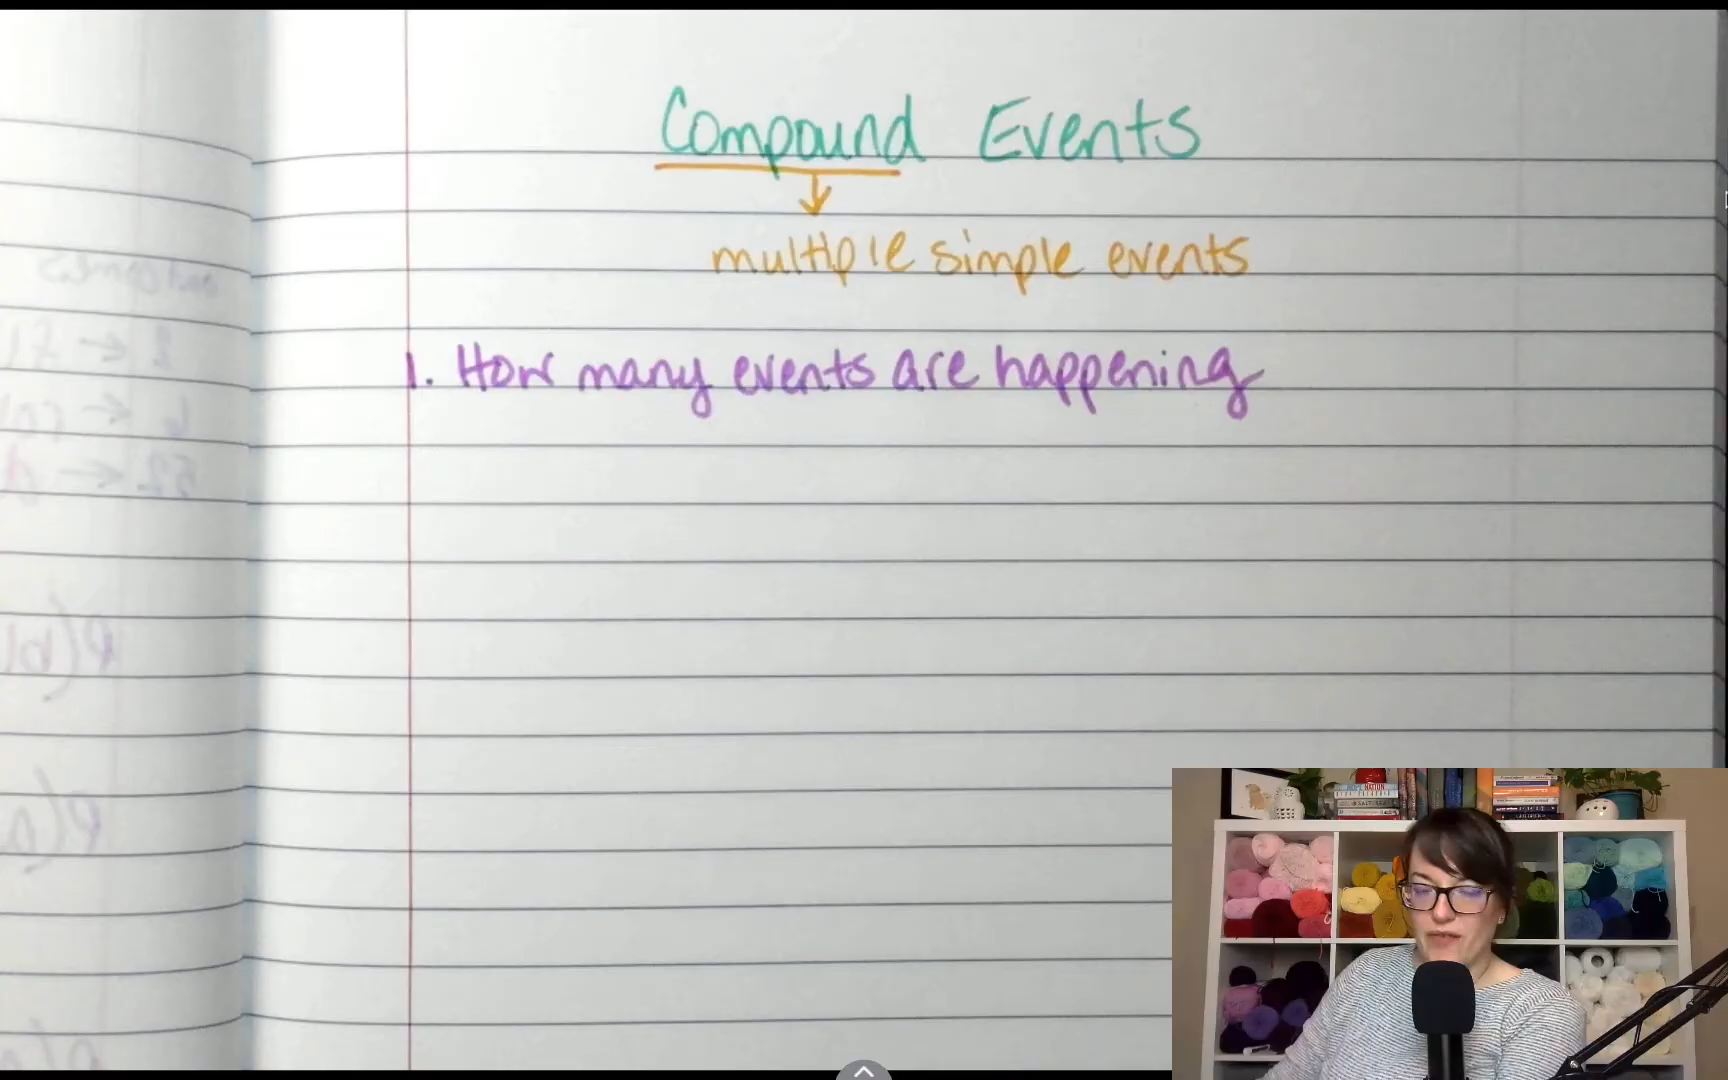 Compound Events
multiple simple events
1. How many events are happening